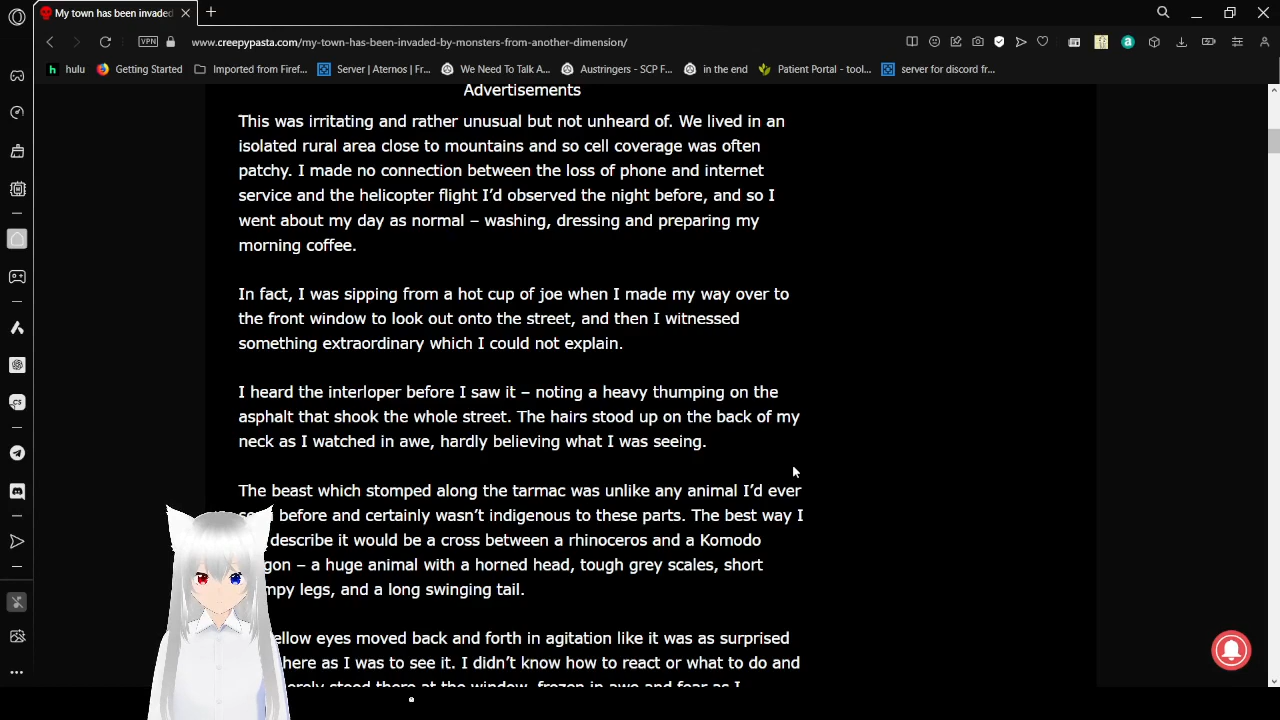 My town has been invaded
VPN
www.creepypasta.com/my-town-has-been-invaded-by-monsters-from-another-dimension/
hulu
Getting Started
Imported from Firef...
Server | Aternos | Fr...
We Need To Talk A...
Austringers - SCP F...
in the end
Patient Portal - tool...
server for discord fr...
Advertisements
This was irritating and rather unusual but not unheard of. We lived in an
isolated rural area close to mountains and so cell coverage was often
patchy. I made no connection between the loss of phone and internet
service and the helicopter flight I’d observed the night before, and so I
went about my day as normal – washing, dressing and preparing my
morning coffee.
In fact, I was sipping from a hot cup of joe when I made my way over to
the front window to look out onto the street, and then I witnessed
something extraordinary which I could not explain.
I heard the interloper before I saw it – noting a heavy thumping on the
asphalt that shook the whole street. The hairs stood up on the back of my
neck as I watched in awe, hardly believing what I was seeing.
The beast which stomped along the tarmac was unlike any animal I’d ever
before and certainly wasn’t indigenous to these parts. The best way I
describe it would be a cross between a rhinoceros and a Komodo
– a huge animal with a horned head, tough grey scales, short
legs, and a long swinging tail.
eyes moved back and forth in agitation like it was as surprised
here as I was to see it. I didn’t know how to react or what to do and
stood there at the window, frozen in awe and fear as I